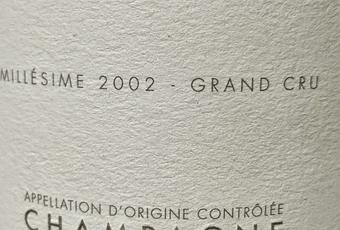 MILLÉSIME 2002 - GRAND CRU
APPELLATION D'ORIGINE CONTRÔLÉE
CHAMPAGNE